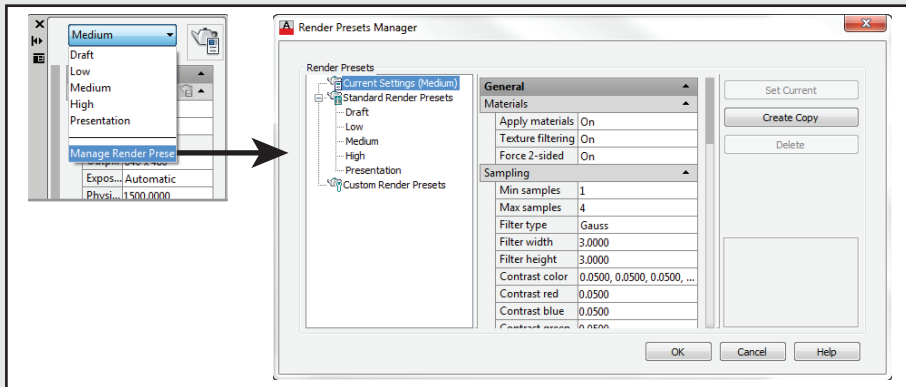 Medium
Draft
Low
Medium
High
Presentation
Manage Render Prese
Expos... Automatic
Physi... 1500.0000
Render Presets Manager
Render Presets
Current Settings (Medium)
Standard Render Presets
Draft
Low
Medium
High
Presentation
Custom Render Presets
General
Materials
Apply materials On
Texture filtering On
Force 2-sided On
Sampling
Min samples 1
Max samples 4
Filter type Gauss
Filter width 3.0000
Filter height 3.0000
Contrast color 0.0500, 0.0500, 0.0500, ...
Contrast red 0.0500
Contrast blue 0.0500
Contrast green 0.0500
Set Current
Create Copy
Delete
OK Cancel Help